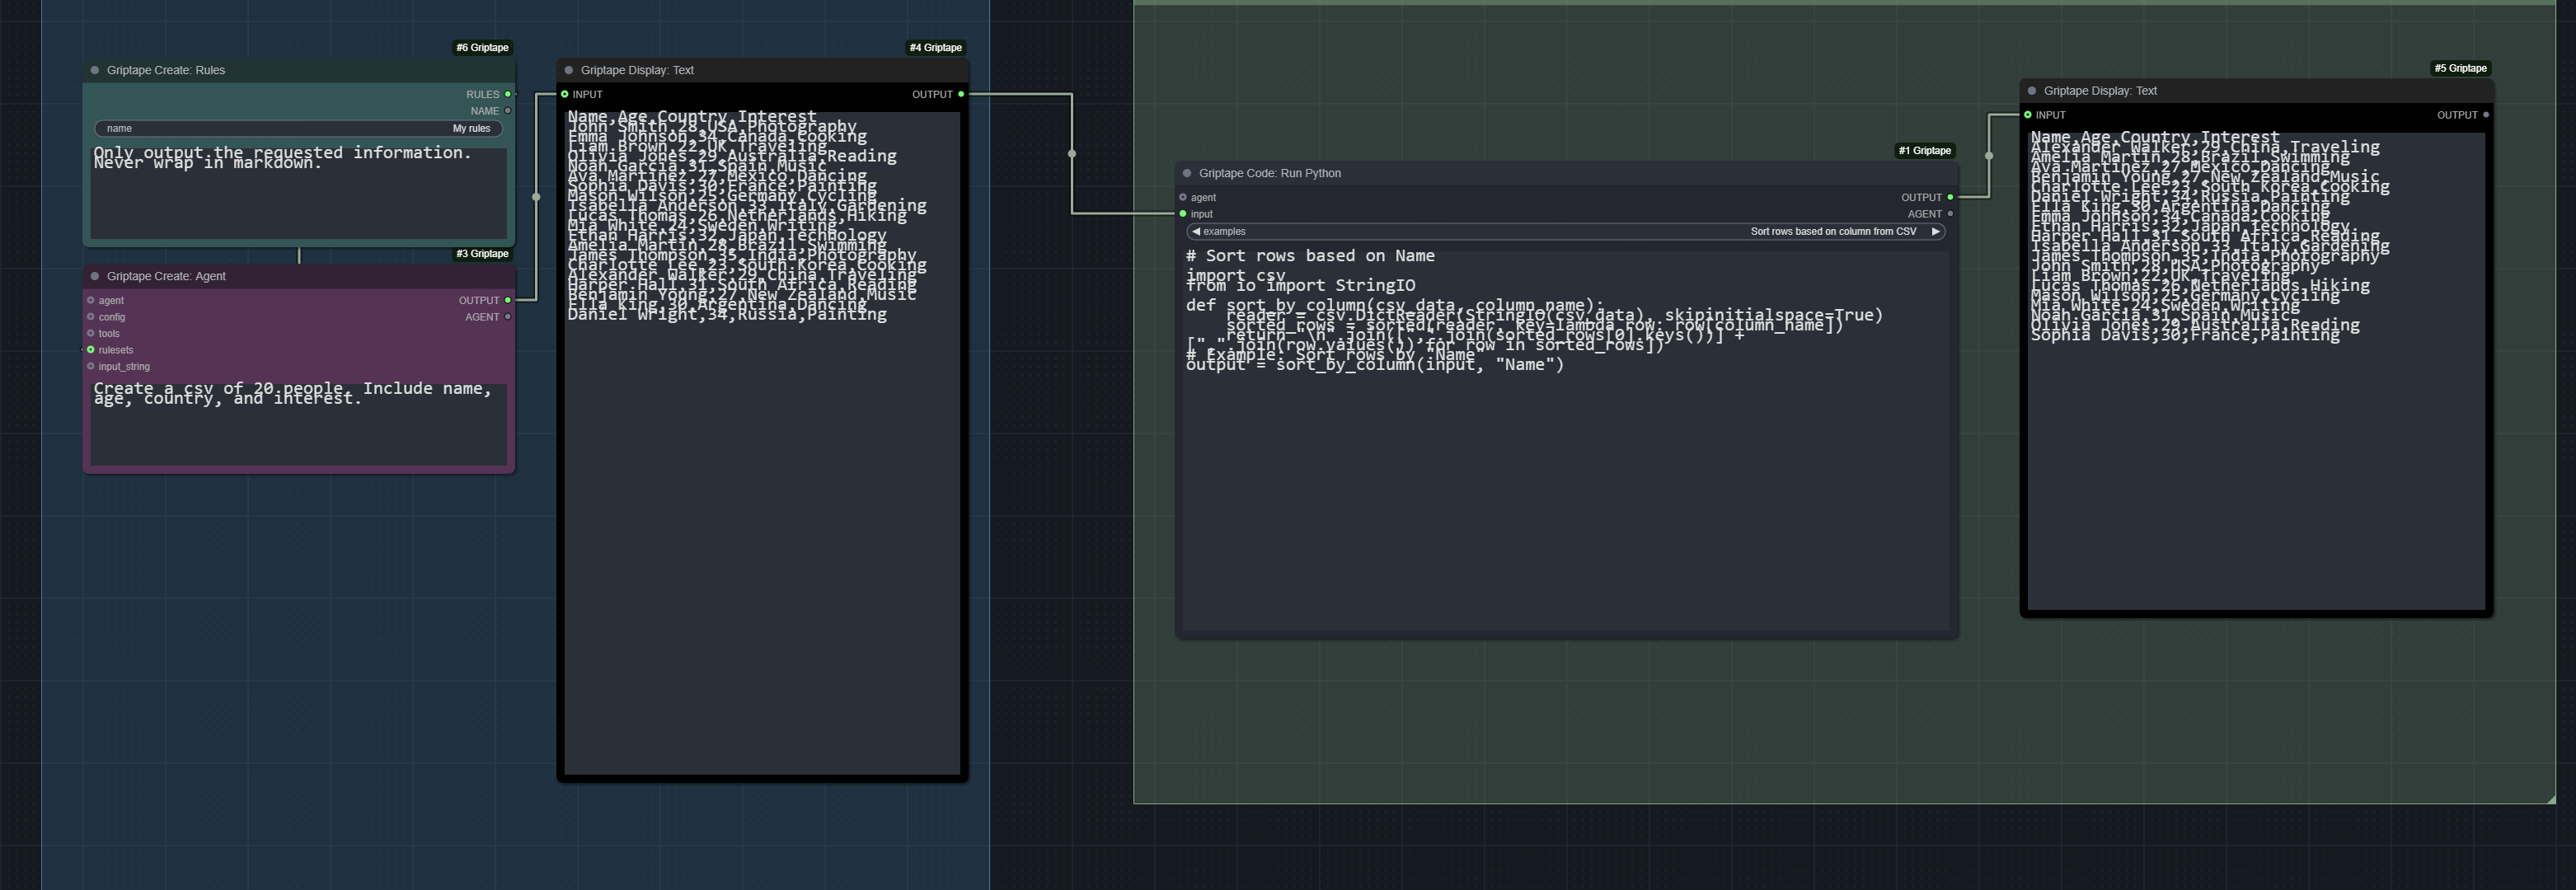 #6 Griptape
Griptape Create: Rules
RULES
NAME
name My rules
Only output the requested information.
Never wrap in markdown.
#3 Griptape
Griptape Create: Agent
agent OUTPUT
config AGENT
tools
rulesets
input_string
Create a csv of 20 people. Include name,
age, country, and interest.
#4 Griptape
Griptape Display: Text
INPUT OUTPUT
Name,Age,Country,Interest
John Smith,28,USA,Photography
Emma Johnson,34,Canada,Cooking
Liam Brown,22,UK,Traveling
Olivia Jones,29,Australia,Reading
Noah Garcia,31,Spain,Music
Ava Martinez,27,Mexico,Dancing
Sophia Davis,30,France,Painting
Mason Wilson,25,Germany,Cycling
Isabella Anderson,33,Italy,Gardening
Lucas Thomas,26,Netherlands,Hiking
Mia White,24,Sweden,Writing
Ethan Harris,32,Japan,Technology
Amelia Martin,28,Brazil,Swimming
James Thompson,35,India,Photography
Charlotte Lee,23,South Korea,Cooking
Alexander Walker,29,China,Traveling
Harper Hall,31,South Africa,Reading
Benjamin Young,27,New Zealand,Music
Ella King,30,Argentina,Dancing
Daniel Wright,34,Russia,Painting
#1 Griptape
Griptape Code: Run Python
agent OUTPUT
input AGENT
examples Sort rows based on column from CSV
# Sort rows based on Name
import csv
from io import StringIO
def sort_by_column(csv_data, column_name):
reader = csv.DictReader(StringIO(csv_data), skipinitialspace=True)
sorted_rows = sorted(reader, key=lambda row: row[column_name])
return "\n".join([",".join(sorted_rows[0].keys())] +
[",".join(row.values()) for row in sorted_rows])
# Example: Sort rows by "Name"
output = sort_by_column(input, "Name")
#5 Griptape
Griptape Display: Text
INPUT OUTPUT
Name,Age,Country,Interest
Alexander Walker,29,China,Traveling
Amelia Martin,28,Brazil,Swimming
Ava Martinez,27,Mexico,Dancing
Benjamin Young,27,New Zealand,Music
Charlotte Lee,23,South Korea,Cooking
Daniel Wright,34,Russia,Painting
Ella King,30,Argentina,Dancing
Emma Johnson,34,Canada,Cooking
Ethan Harris,32,Japan,Technology
Harper Hall,31,South Africa,Reading
Isabella Anderson,33,Italy,Gardening
James Thompson,35,India,Photography
John Smith,28,USA,Photography
Liam Brown,22,UK,Traveling
Lucas Thomas,26,Netherlands,Hiking
Mason Wilson,25,Germany,Cycling
Mia White,24,Sweden,Writing
Noah Garcia,31,Spain,Music
Olivia Jones,29,Australia,Reading
Sophia Davis,30,France,Painting